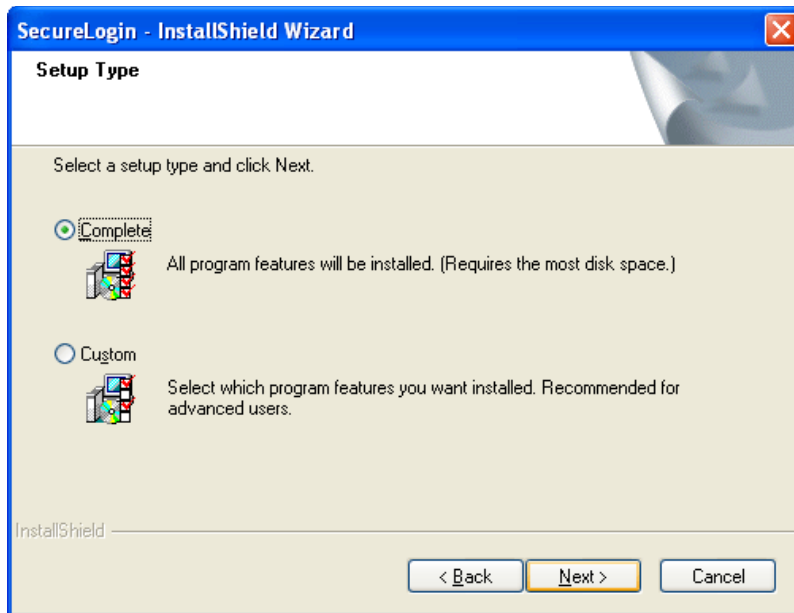 SecureLogin - InstallShield Wizard
Setup Type
Select a setup type and click Next.
Complete
All program features will be installed. (Requires the most disk space.)
Custom
Select which program features you want installed. Recommended for
advanced users.
InstallShield
< Back
Next >
Cancel